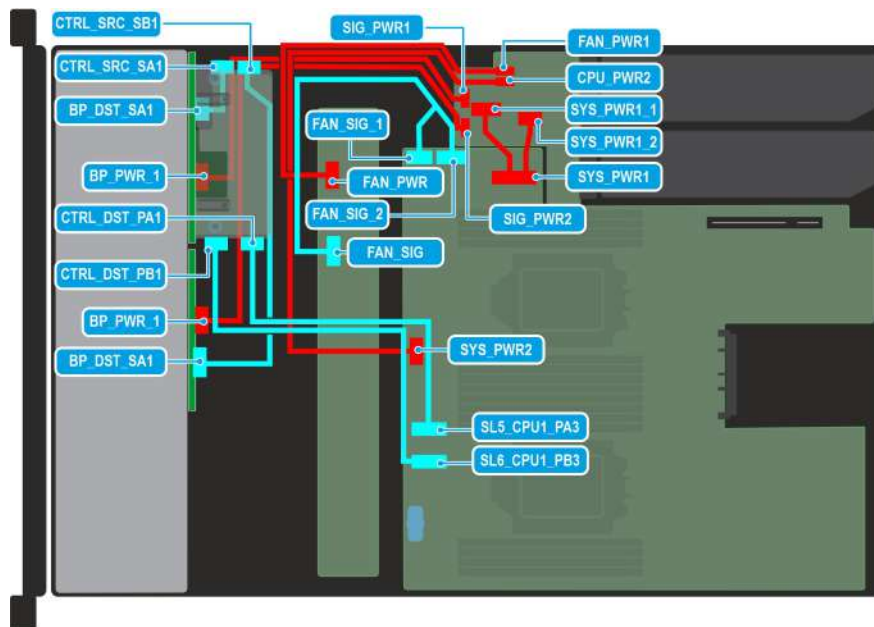 CTRL_SRC_SB1
SIG_PWR1
FAN_PWR1
CTRL_SRC_SA1
CPU_PWR2
BP_DST_SA1
SYS_PWR1_1
FAN_SIG_1
SYS_PWR1_2
BP_PWR_1
FAN_PWR
SYS_PWR1
CTRL_DST_PA1
FAN_SIG_2
SIG_PWR2
FAN_SIG
CTRL_DST_PB1
BP_PWR_1
SYS_PWR2
BP_DST_SA1
SL5_CPU1_PA3
SL6_CPU1_PB3